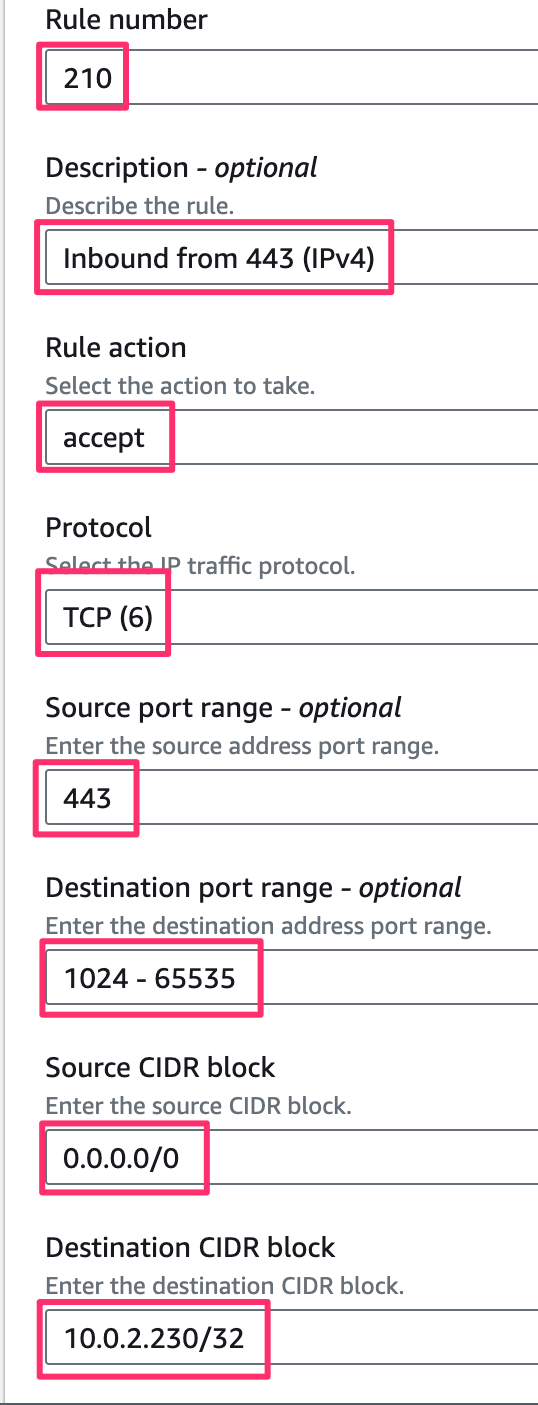 Rule number
210
Description - optional
Describe the rule.
Inbound from 443 (IPv4)
Rule action
Select the action to take.
accept
Protocol
Select the IP traffic protocol.
TCP (6)
Source port range - optional
Enter the source address port range.
443
Destination port range - optional
Enter the destination address port range.
1024 - 65535
Source CIDR block
Enter the source CIDR block.
0.0.0.0/0
Destination CIDR block
Enter the destination CIDR block.
10.0.2.230/32